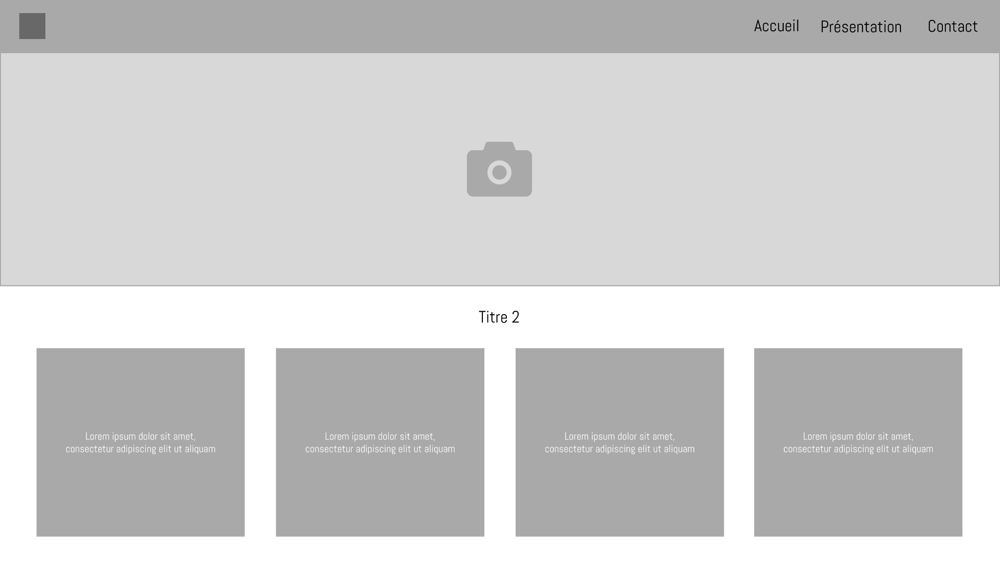 Accueil Présentation Contact
Titre 2
Lorem ipsum dolor sit amet,
consectetur adipiscing elit ut aliquam
Lorem ipsum dolor sit amet,
consectetur adipiscing elit ut aliquam
Lorem ipsum dolor sit amet,
consectetur adipiscing elit ut aliquam
Lorem ipsum dolor sit amet,
consectetur adipiscing elit ut aliquam